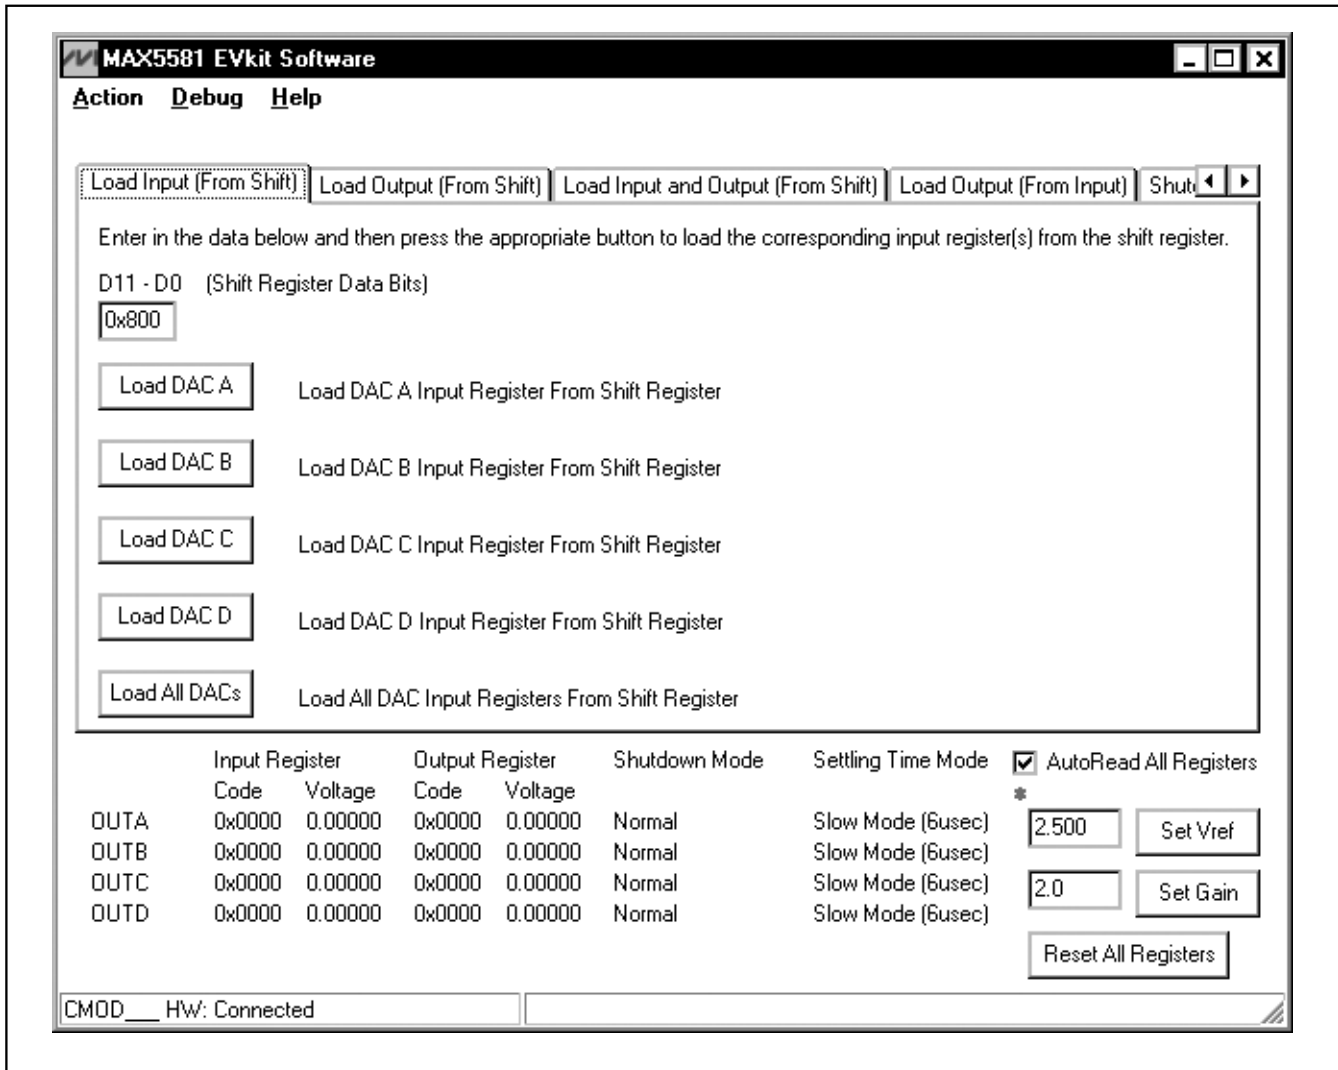 MAX5581 EVkit Software
Action Debug Help
Load Input (From Shift) Load Output (From Shift) Load Input and Output (From Shift) Load Output (From Input)
Enter in the data below and then press the appropriate button to load the corresponding input register(s) from the shift register.
D11 - D0 (Shift Register Data Bits)
0x800
Load DAC A Load DAC A Input Register From Shift Register
Load DAC B Load DAC B Input Register From Shift Register
Load DAC C Load DAC C Input Register From Shift Register
Load DAC D Load DAC D Input Register From Shift Register
Load All DACs Load All DAC Input Registers From Shift Register
Input Register Output Register Shutdown Mode Settling Time Mode AutoRead All Registers
Code Voltage Code Voltage *
OUTA 0x0000 0.00000 0x0000 0.00000 Normal Slow Mode (6usec) 2.500 Set Vref
OUTB 0x0000 0.00000 0x0000 0.00000 Normal Slow Mode (6usec)
OUTC 0x0000 0.00000 0x0000 0.00000 Normal Slow Mode (6usec) 2.0 Set Gain
OUTD 0x0000 0.00000 0x0000 0.00000 Normal Slow Mode (6usec)
Reset All Registers
CMOD___ HW: Connected